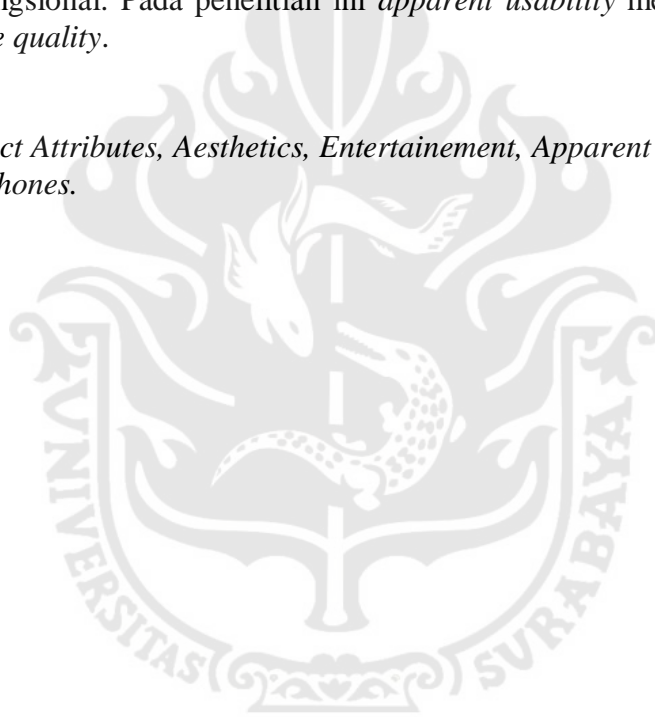 ngsional. Pada penelitian ini apparent usability me
e quality.
ct Attributes, Aesthetics, Entertainement, Apparent
hones.
UNIVERSITAS SURABAYA